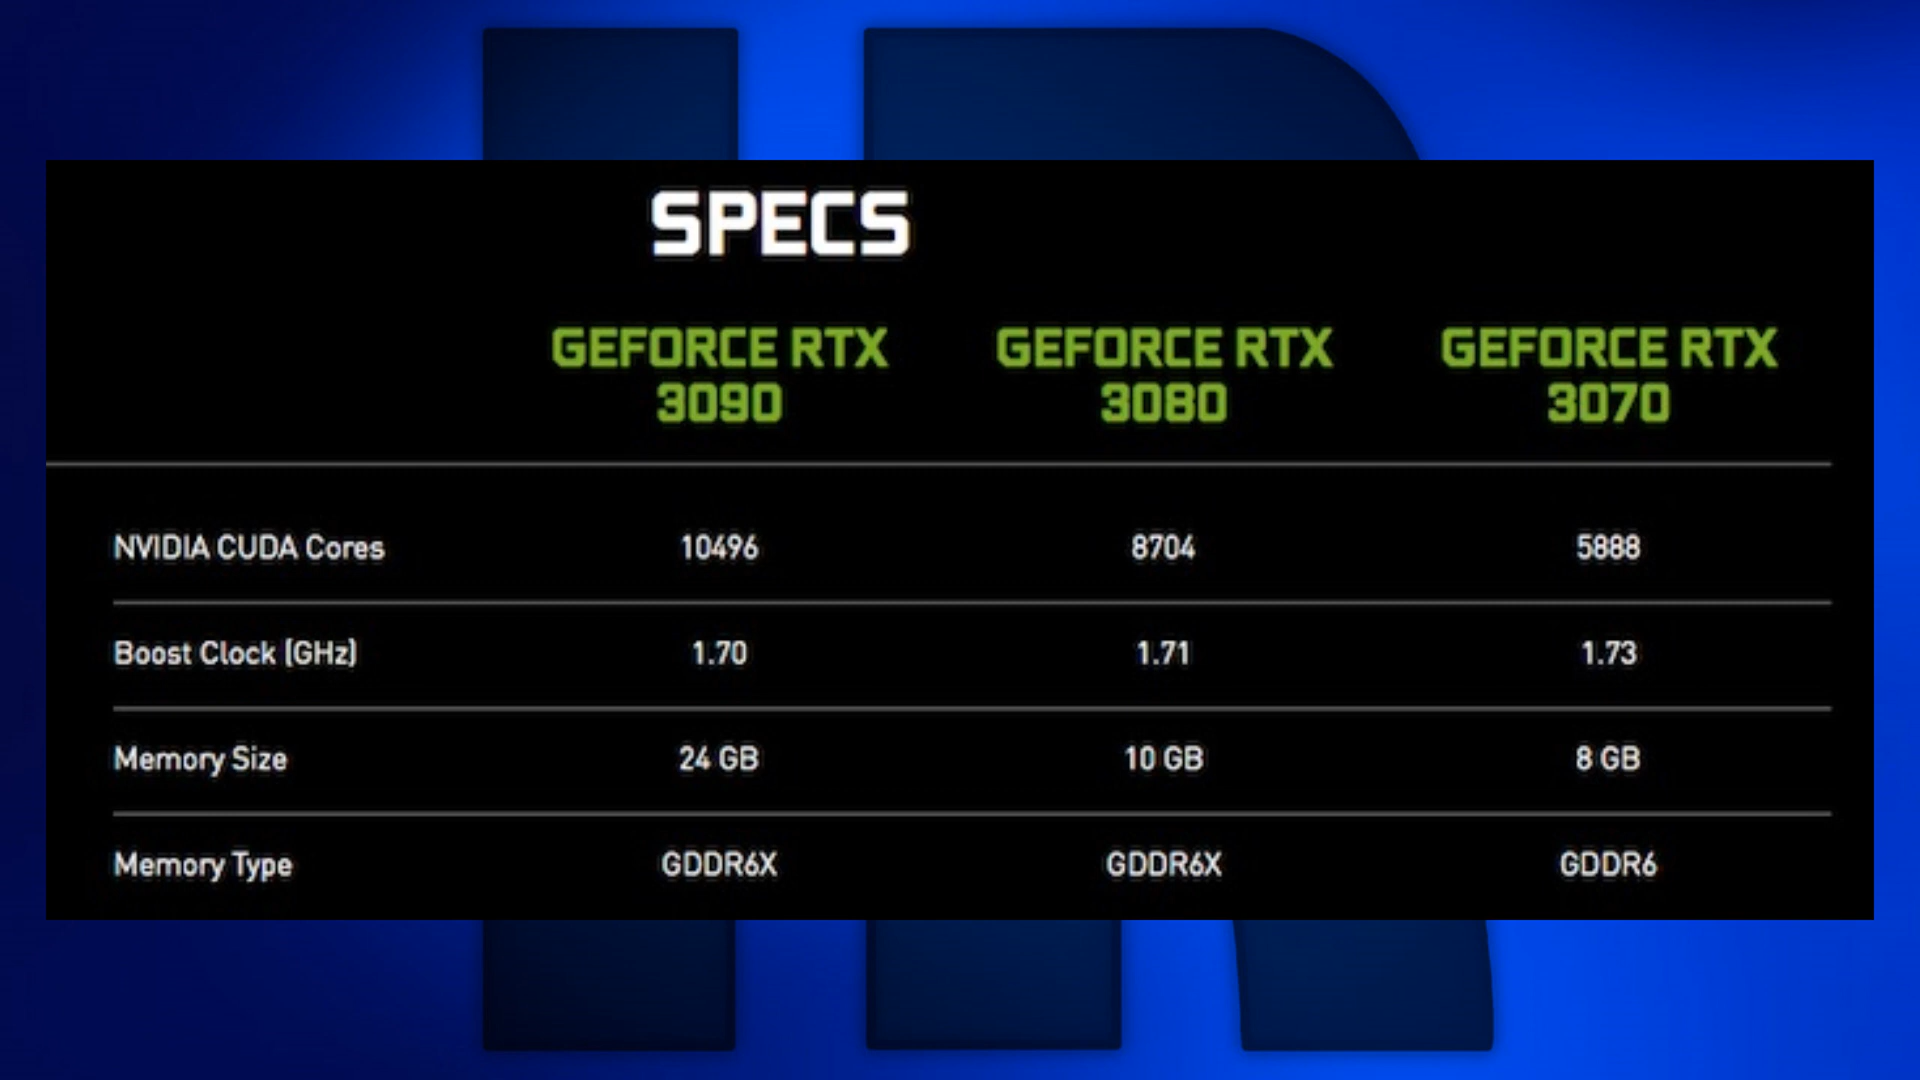 SPECS
GEFORCE RTX GEFORCE RTX GEFORCE RTX
3090 3080 3070
NVIDIA CUDA Cores 10496 8704 5888
Boost Clock (GHz) 1.70 1.71 1.73
Memory Size 24 GB 10 GB 8 GB
Memory Type GDDR6X GDDR6X GDDR6